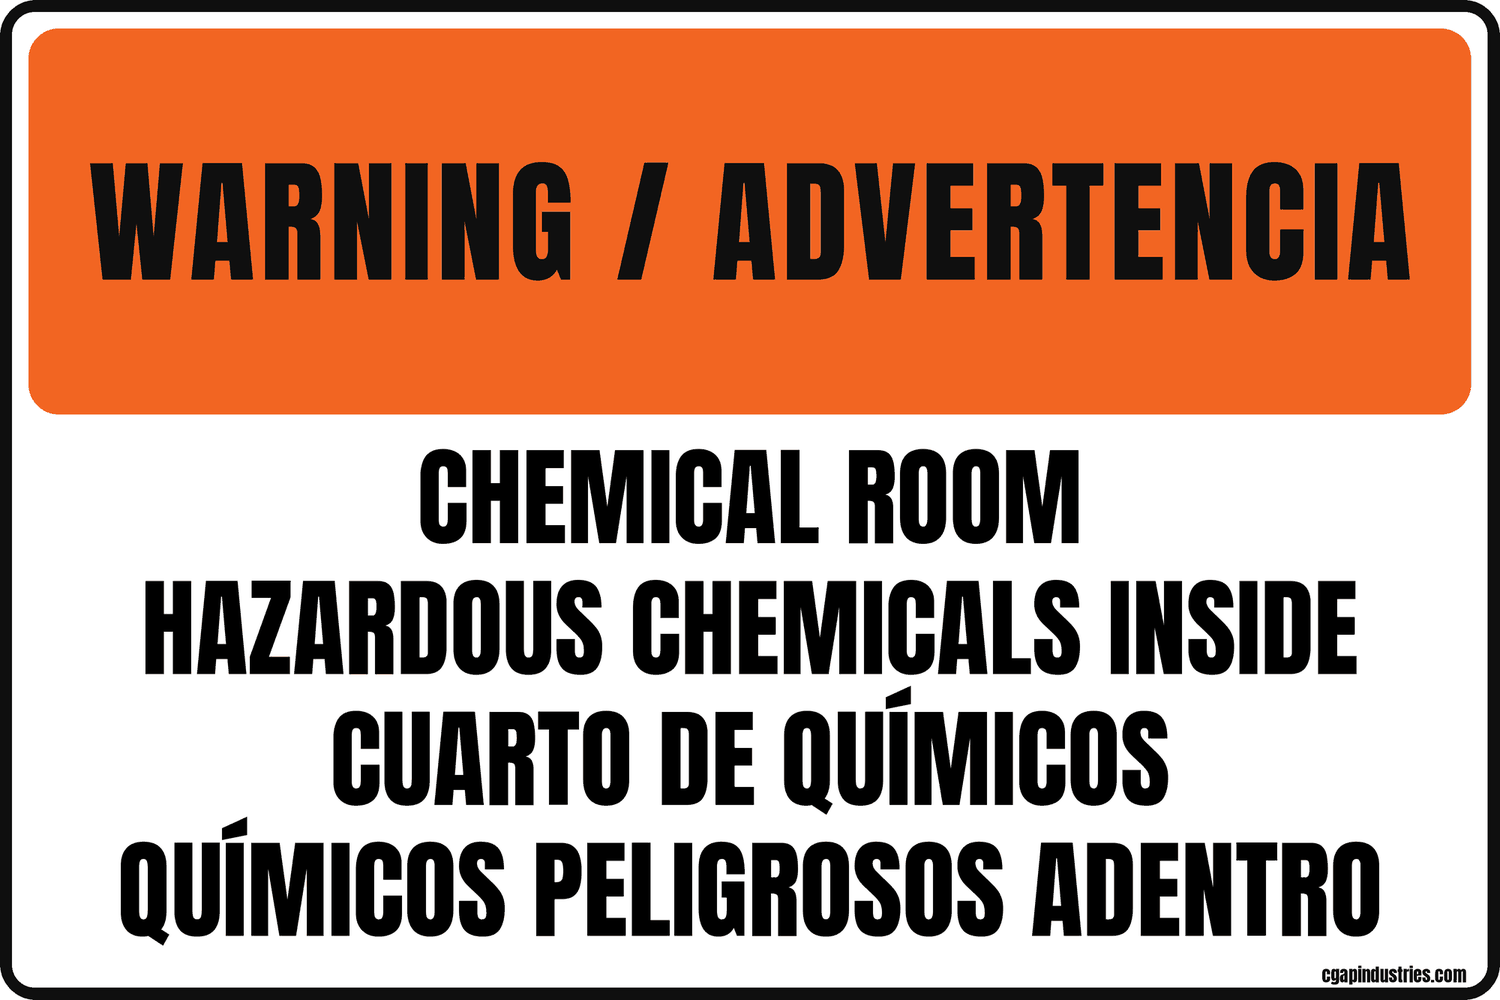 WARNING / ADVERTENCIA
CHEMICAL ROOM
HAZARDOUS CHEMICALS INSIDE
CUARTO DE QUÍMICOS
QUÍMICOS PELIGROSOS ADENTRO
cgapindustries.com